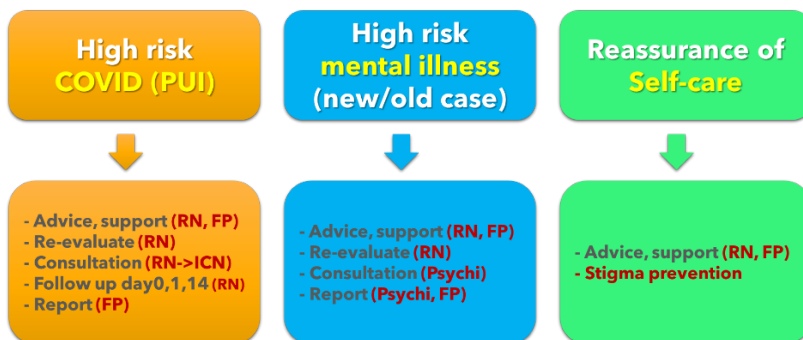 High risk
COVID (PUI)
- Advice, support (RN, FP)
- Re-evaluate (RN)
- Consultation (RN->ICN)
- Follow up day0,1,14 (RN)
- Report (FP)
High risk
mental illness
(new/old case)
- Advice, support (RN, FP)
- Re-evaluate (RN)
- Consultation (Psychi)
- Report (Psychi, FP)
Reassurance of
Self-care
- Advice, support (RN, FP)
- Stigma prevention